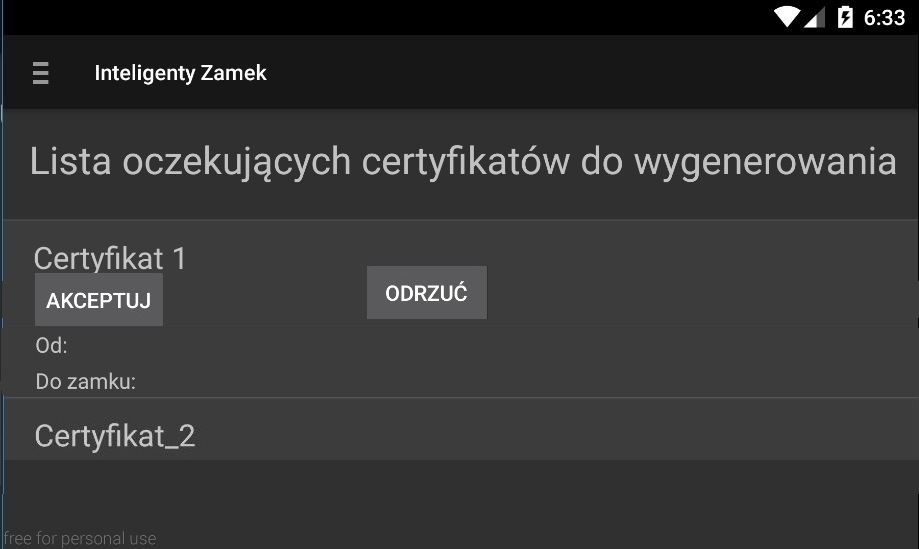 6:33
Inteligenty Zamek
Lista oczekujących certyfikatów do wygenerowania
Certyfikat 1
AKCEPTUJ ODRZUĆ
Od:
Do zamku:
Certyfikat_2
free for personal use